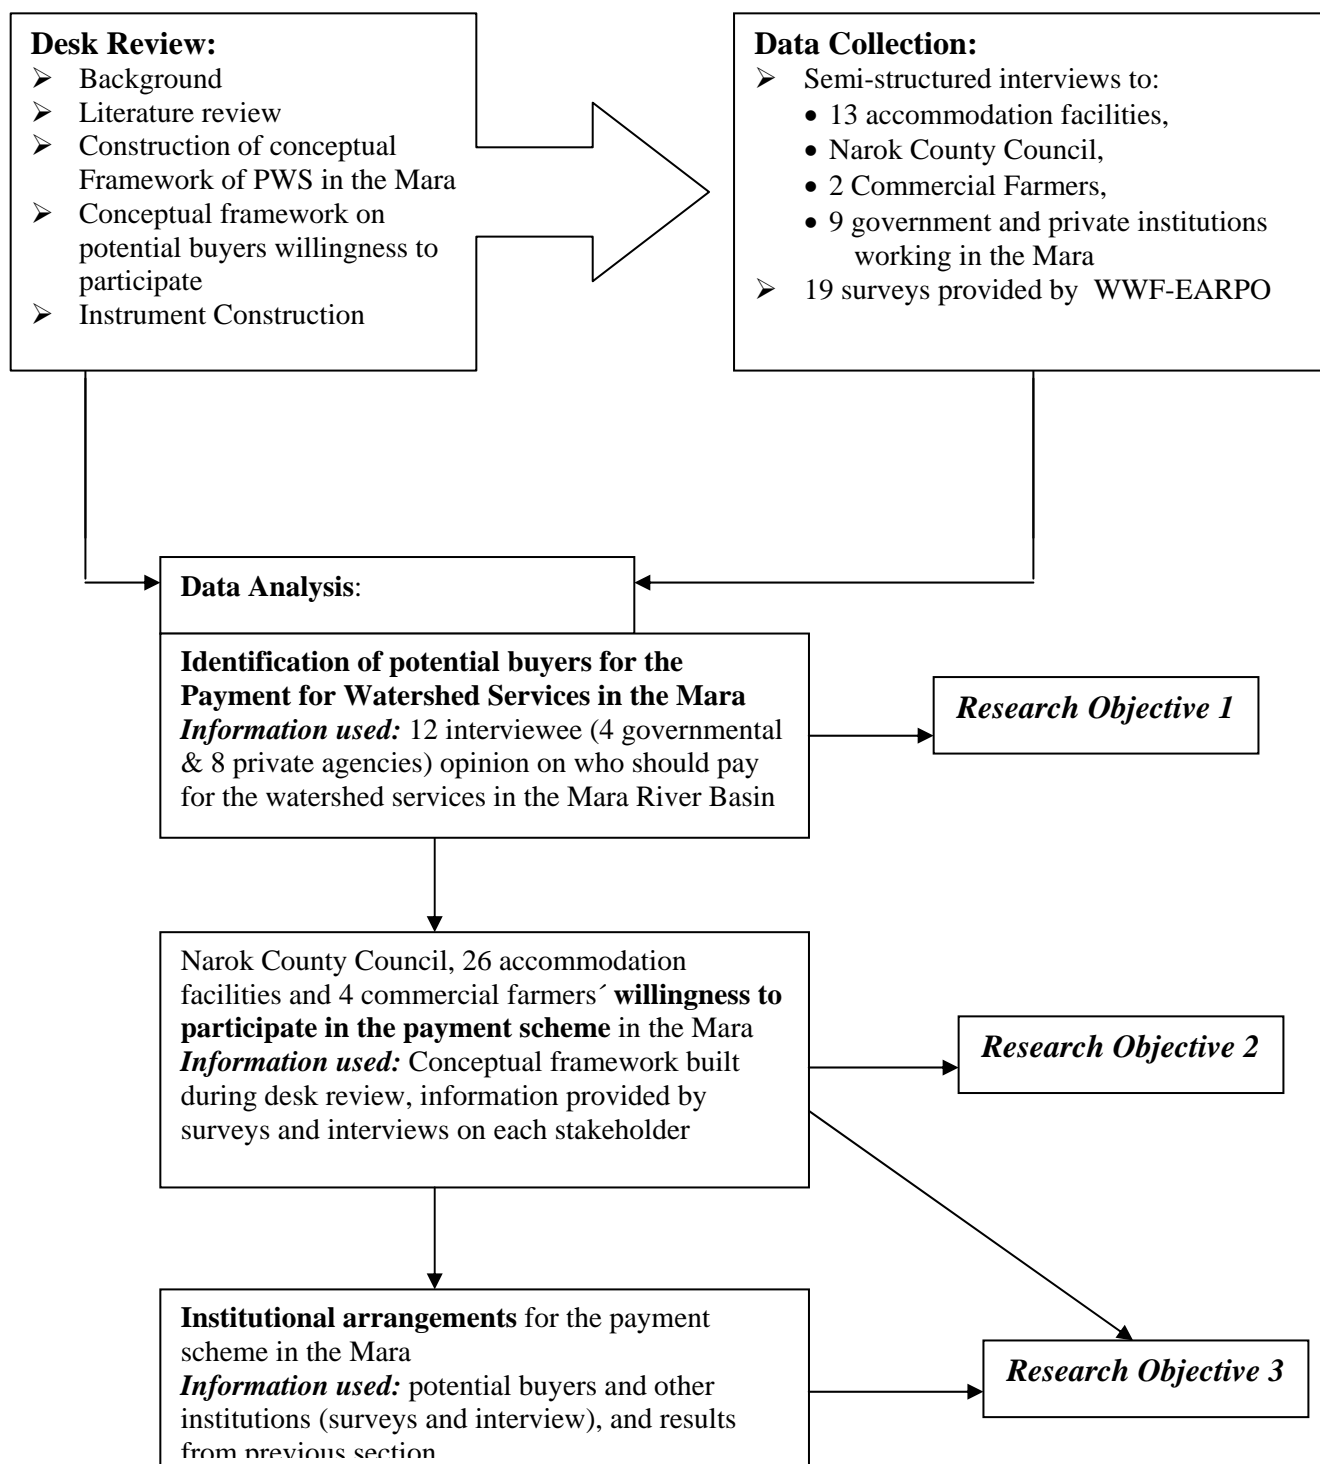 Desk Review:
➢ Background
➢ Literature review
➢ Construction of conceptual
Framework of PWS in the Mara
➢ Conceptual framework on
potential buyers willingness to
participate
➢ Instrument Construction
Data Collection:
➢ Semi-structured interviews to:
• 13 accommodation facilities,
• Narok County Council,
• 2 Commercial Farmers,
• 9 government and private institutions
working in the Mara
➢ 19 surveys provided by WWF-EARPO
Data Analysis:
Identification of potential buyers for the
Payment for Watershed Services in the Mara
Information used: 12 interviewee (4 governmental
& 8 private agencies) opinion on who should pay
for the watershed services in the Mara River Basin
Research Objective 1
Narok County Council, 26 accommodation
facilities and 4 commercial farmers´ willingness to
participate in the payment scheme in the Mara
Information used: Conceptual framework built
during desk review, information provided by
surveys and interviews on each stakeholder
Research Objective 2
Institutional arrangements for the payment
scheme in the Mara
Information used: potential buyers and other
institutions (surveys and interview), and results
from previous section
Research Objective 3